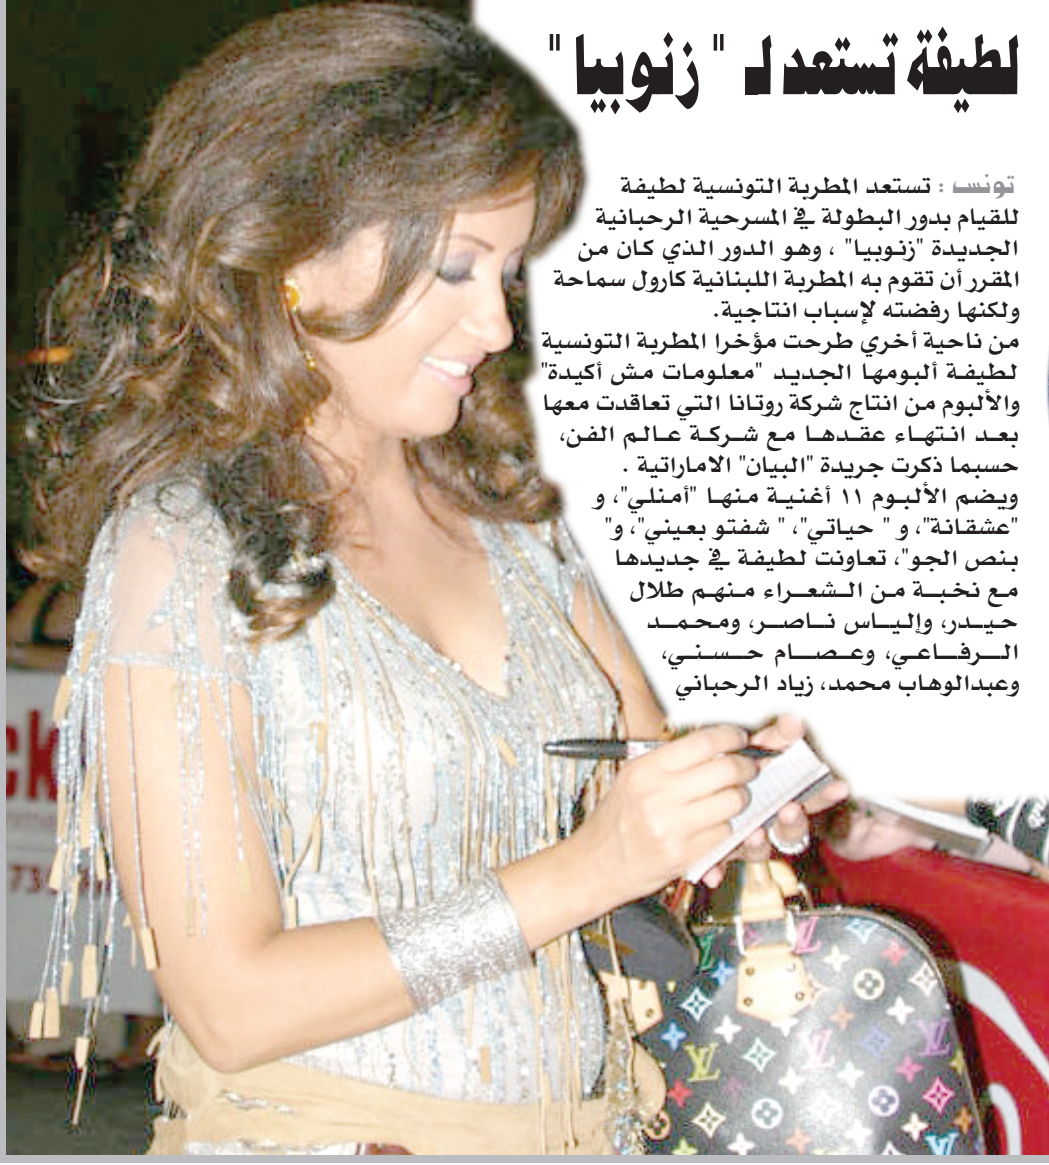 لطيفة تستعد لـ " زنوبيا "
تونس : تستعد المطربة التونسية لطيفة
للقيام بدور البطولة في المسرحية الرحبانية
الجديدة "زنوبيا" ، وهو الدور الذي كان من
المقرر أن تقوم به المطربة اللبنانية كارول سماحة
ولكنها رفضته لإسباب انتاجية.
من ناحية أخري طرحت مؤخرا المطربة التونسية
لطيفة ألبومها الجديد "معلومات مش أكيدة"
والألبوم من انتاج شركة روتانا التي تعاقدت معها
بعد انتهاء عقدها مع شركة عالم الفن،
حسبما ذكرت جريدة "البيان" الاماراتية .
ويضم الألبوم ١١ أغنية منها "أمنلي"، و
"عشقانة"، و " حياتي"، " شفتو بعيني"، و"
بنص الجو"، تعاونت لطيفة في جديدها
مع نخبة من الشعراء منهم طلال
حيدر، وإلياس ناصر، ومحمد
الرفاعي، وعصام حسني،
وعبدالوهاب محمد، زياد الرحباني
ck
73